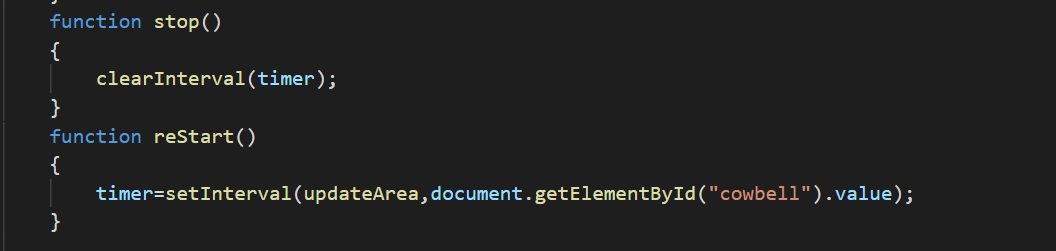 function stop()
{
    clearInterval(timer);
}
function reStart()
{
    timer=setInterval(updateArea,document.getElementById("cowbell").value);
}